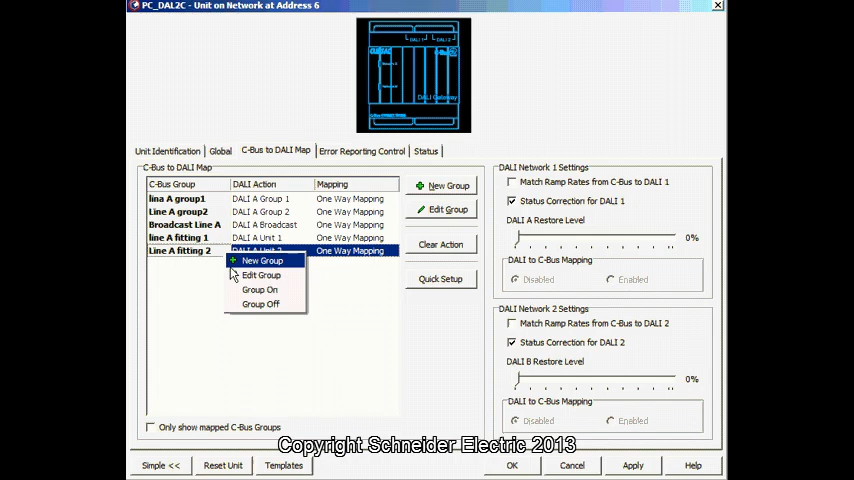 PC_DAL2C - Unit on Network at Address 6
DALI 1 DALI 2
DALI Gateway
Unit Identification Global C-Bus to DALI Map Error Reporting Control Status
C-Bus to DALI Map
C-Bus Group DALI Action Mapping
lina A group1 DALI A Group 1 One Way Mapping
Line A group2 DALI A Group 2 One Way Mapping
Broadcast Line A DALI A Broadcast One Way Mapping
line A fitting 1 DALI A Unit 1 One Way Mapping
Line A fitting 2 DALI A Unit 2 One Way Mapping
New Group
Edit Group
Group On
Group Off
Only show mapped C-Bus Groups
New Group
Edit Group
Clear Action
Quick Setup
DALI Network 1 Settings
Match Ramp Rates from C-Bus to DALI 1
Status Correction for DALI 1
DALI A Restore Level
0%
DALI to C-Bus Mapping
Disabled Enabled
DALI Network 2 Settings
Match Ramp Rates from C-Bus to DALI 2
Status Correction for DALI 2
DALI B Restore Level
0%
DALI to C-Bus Mapping
Disabled Enabled
Copyright Schneider Electric 2013
Simple << Reset Unit Templates OK Cancel Apply Help